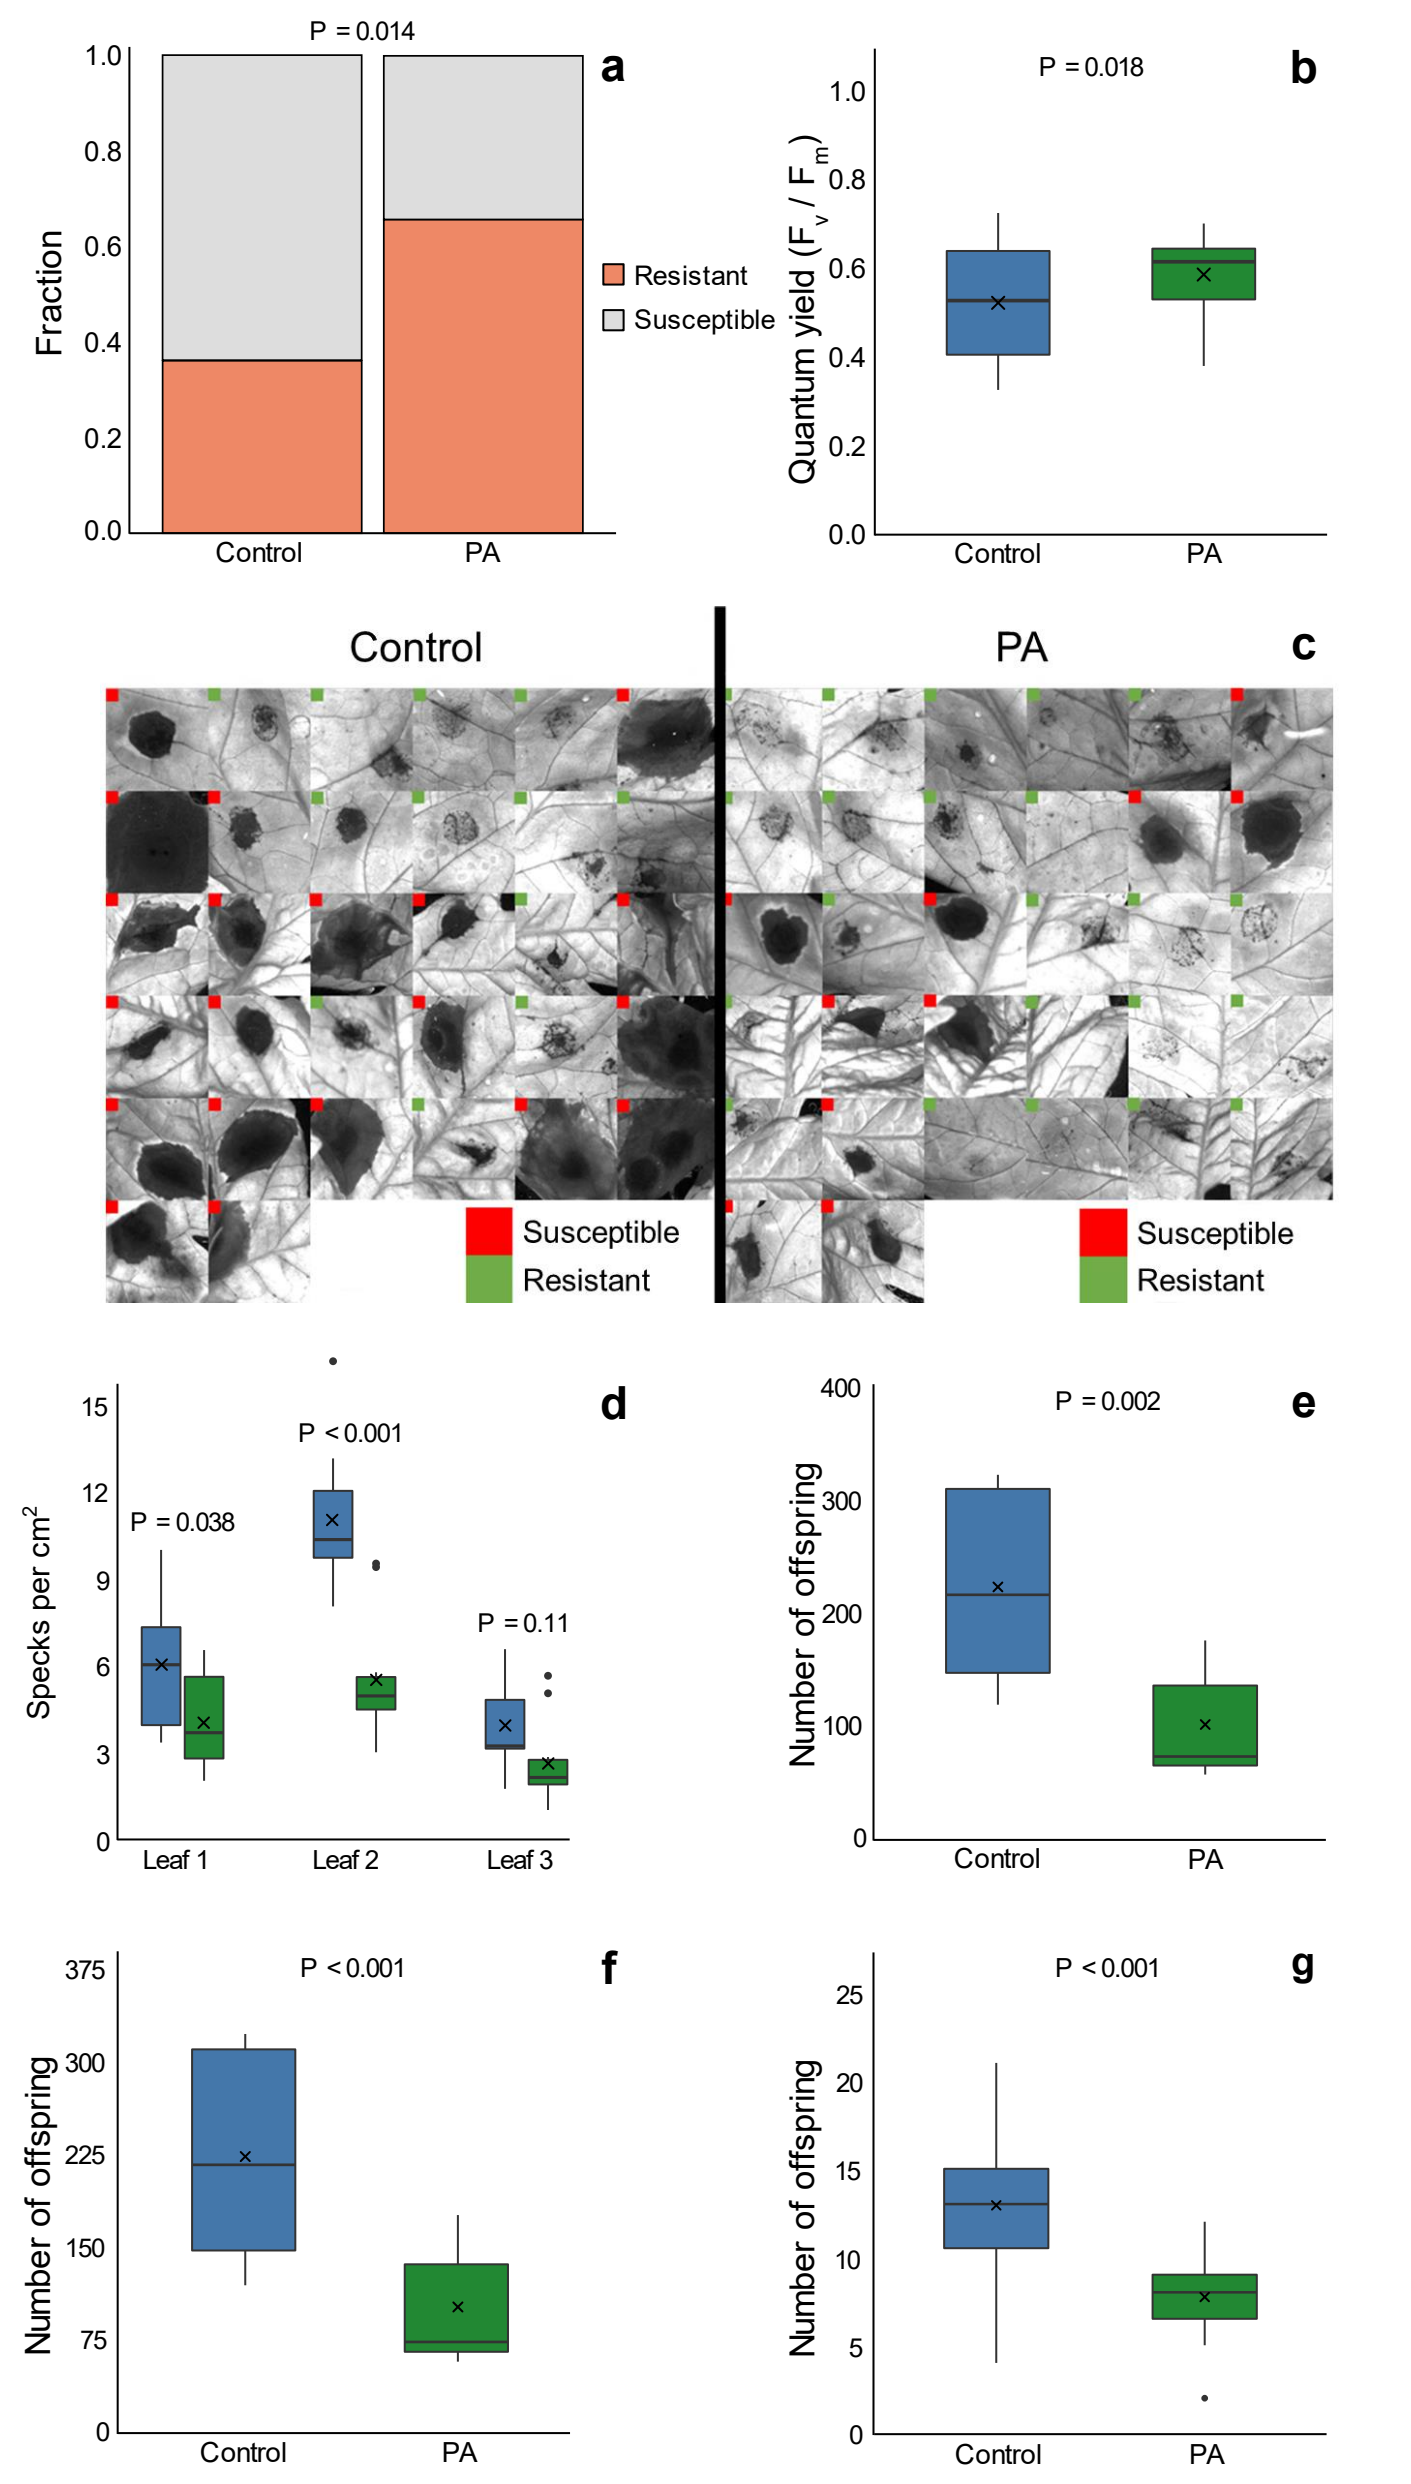 P = 0.014
a
1.0
0.8
0.6
0.4
0.2
0.0
Fraction
Control
PA
Resistant
Susceptible
P = 0.018
b
1.0
0.8
0.6
0.4
0.2
0.0
Quantum yield (Fv / Fm)
Control
PA
Control
PA
c
Susceptible
Resistant
Susceptible
Resistant
d
15
12
9
6
3
0
Specks per cm2
P = 0.038
P < 0.001
P = 0.11
Leaf 1
Leaf 2
Leaf 3
P = 0.002
e
400
300
200
100
0
Number of offspring
Control
PA
P < 0.001
f
375
300
225
150
75
0
Number of offspring
Control
PA
P < 0.001
g
25
20
15
10
5
0
Number of offspring
Control
PA